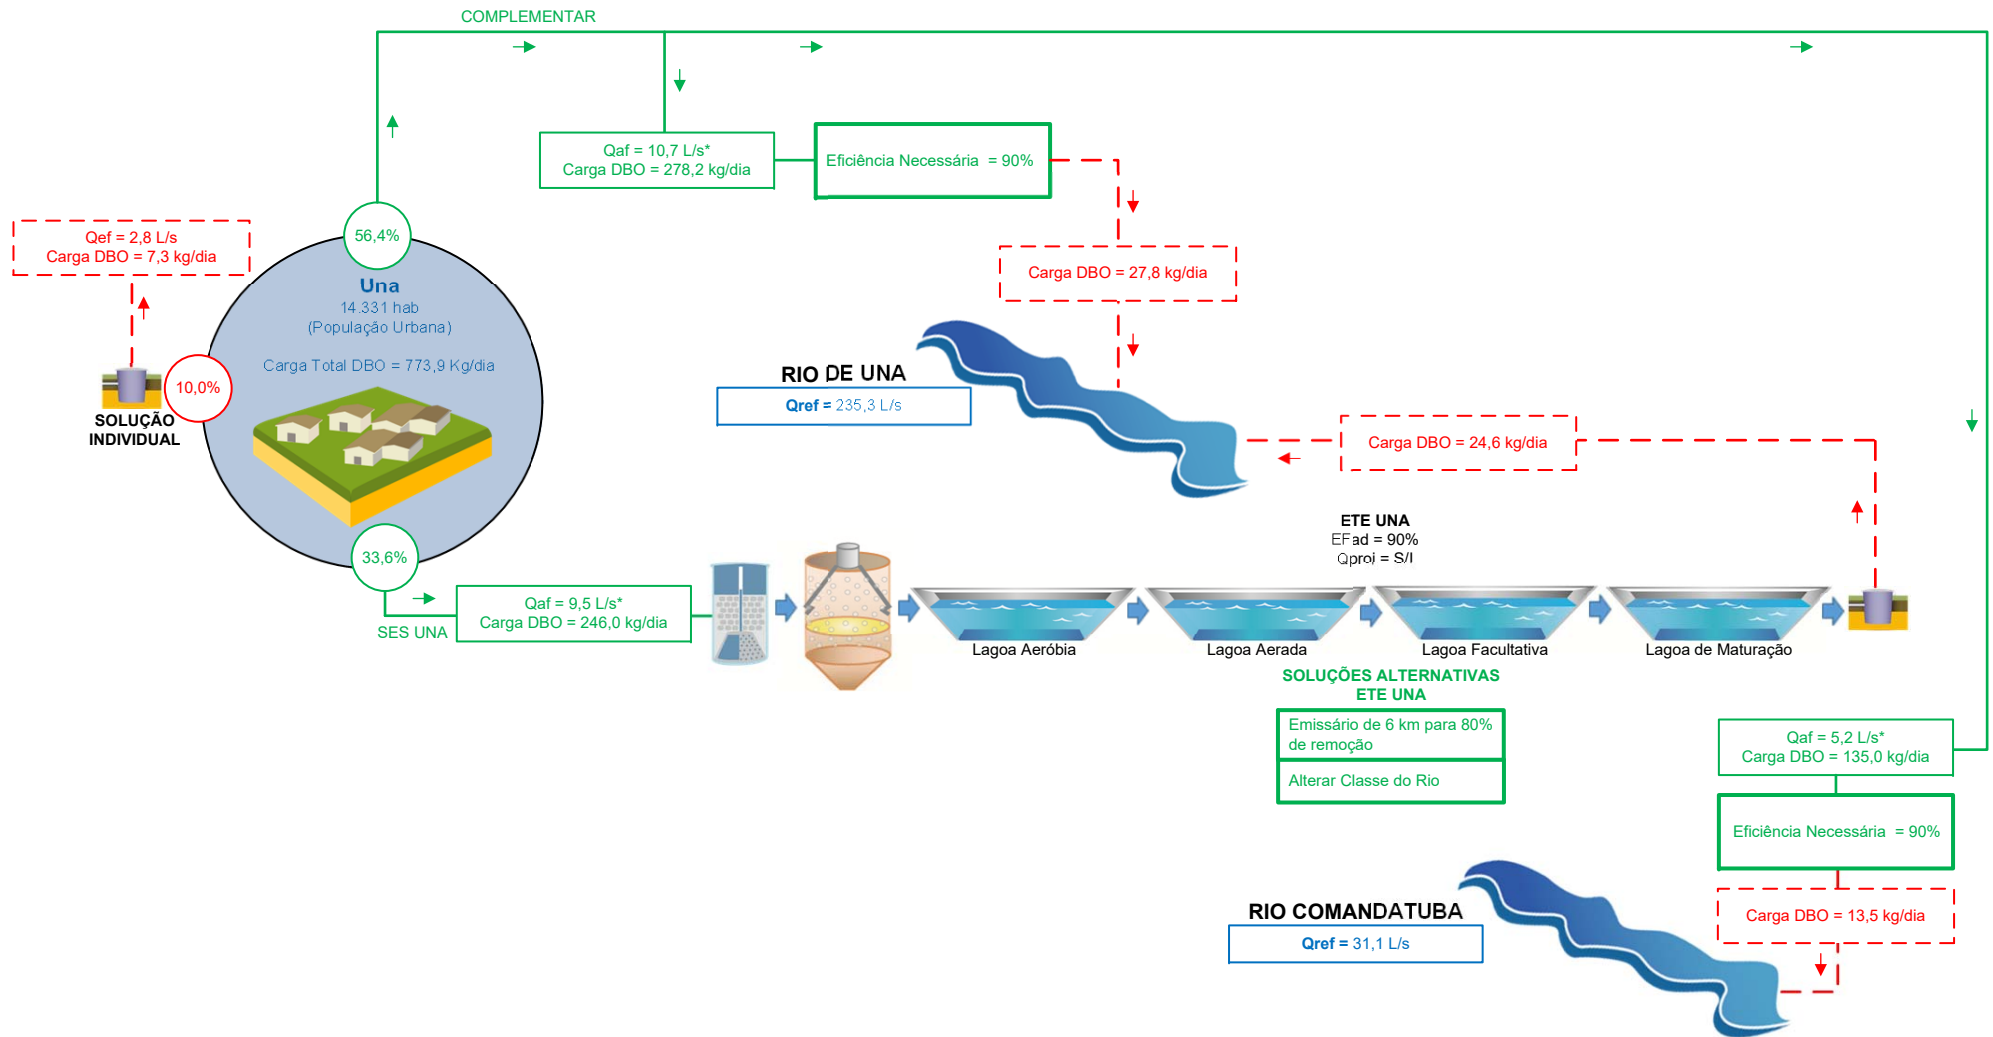 COMPLEMENTAR
Qaf = 10,7 L/s*
Carga DBO = 278,2 kg/dia
Eficiência Necessária = 90%
Qef = 2,8 L/s
Carga DBO = 7,3 kg/dia
56,4%
Una
14.331 hab
(População Urbana)
Carga Total DBO = 773,9 Kg/dia
10,0%
SOLUÇÃO
INDIVIDUAL
Carga DBO = 27,8 kg/dia
RIO DE UNA
Qref = 235,3 L/s
Carga DBO = 24,6 kg/dia
ETE UNA
EFad = 90%
Qproj = S/I
33,6%
SES UNA
Qaf = 9,5 L/s*
Carga DBO = 246,0 kg/dia
Lagoa Aeróbia
Lagoa Aerada
Lagoa Facultativa
Lagoa de Maturação
SOLUÇÕES ALTERNATIVAS
ETE UNA
Emissário de 6 km para 80%
de remoção
Alterar Classe do Rio
Qaf = 5,2 L/s*
Carga DBO = 135,0 kg/dia
Eficiência Necessária = 90%
Carga DBO = 13,5 kg/dia
RIO COMANDATUBA
Qref = 31,1 L/s